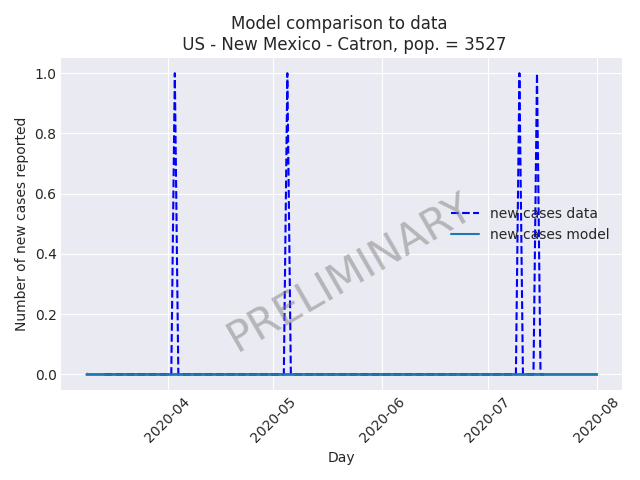 Model comparison to data
US - New Mexico - Catron, pop. = 3527
Number of new cases reported
1.0
0.8
0.6
0.4
0.2
0.0
PRELIMINARY
new cases data
new cases model
2020-04
2020-05
2020-06
2020-07
2020-08
Day